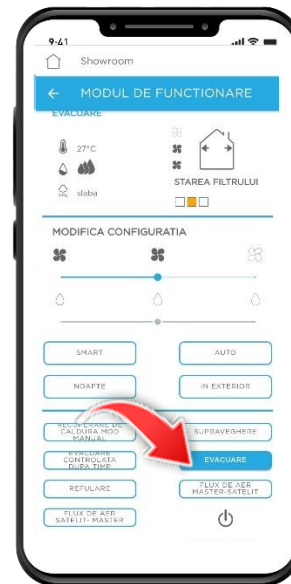 9:41
Showroom
MODUL DE FUNCTIONARE
EVACUARE
27°C
slaba
STAREA FILTRULUI
MODIFICA CONFIGURATIA
SMART
AUTO
NOAPTE
IN EXTERIOR
RECUPERARE DE
CALDURA MOD
MANUAL
SUPRAVEGHERE
EVACUARE
CONTROLATA
DUPA TIMP
EVACUARE
REFULARE
FLUX DE AER
MASTER-SATELIT
FLUX DE AER
SATELIT- MASTER